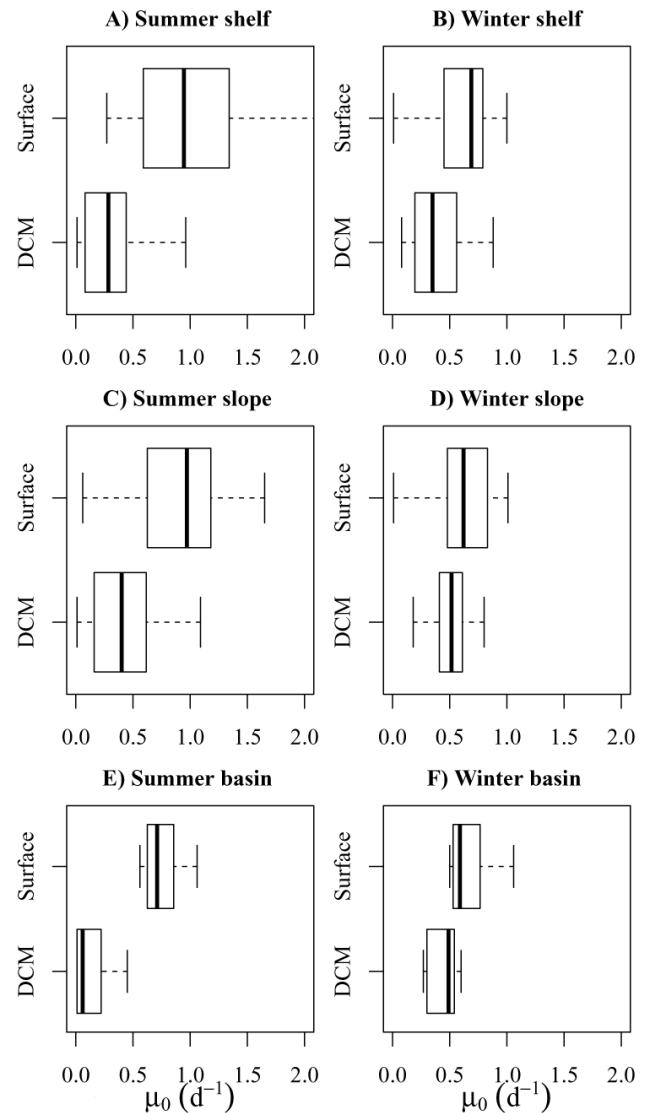 A) Summer shelf
Surface
DCM
0.0 0.5 1.0 1.5 2.0
B) Winter shelf
Surface
DCM
0.0 0.5 1.0 1.5 2.0
C) Summer slope
Surface
DCM
0.0 0.5 1.0 1.5 2.0
D) Winter slope
Surface
DCM
0.0 0.5 1.0 1.5 2.0
E) Summer basin
Surface
DCM
0.0 0.5 1.0 1.5 2.0
μ₀ (d⁻¹)
F) Winter basin
Surface
DCM
0.0 0.5 1.0 1.5 2.0
μ₀ (d⁻¹)